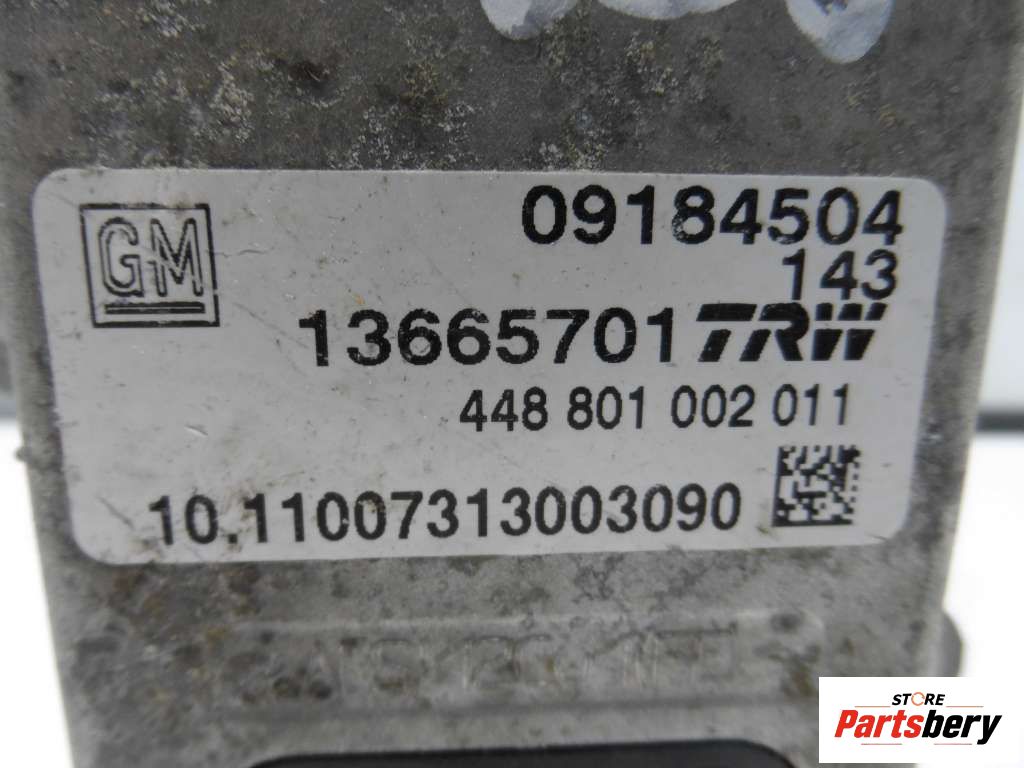 GM
09184504
143
13665701 TRW
448 801 002 011
10.11007313003090
STORE
Partsbery